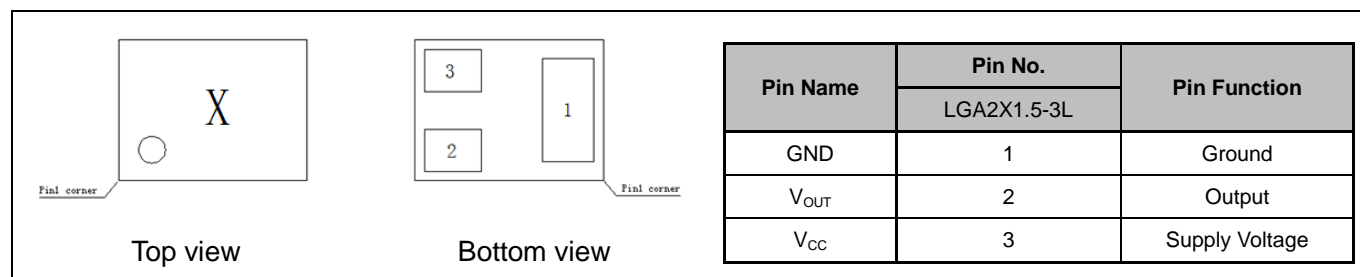 X
Pin1 corner
Top view
3
1
2
Pin1 corner
Bottom view
Pin Name Pin No. Pin Function
LGA2X1.5-3L
GND 1 Ground
VOUT 2 Output
VCC 3 Supply Voltage